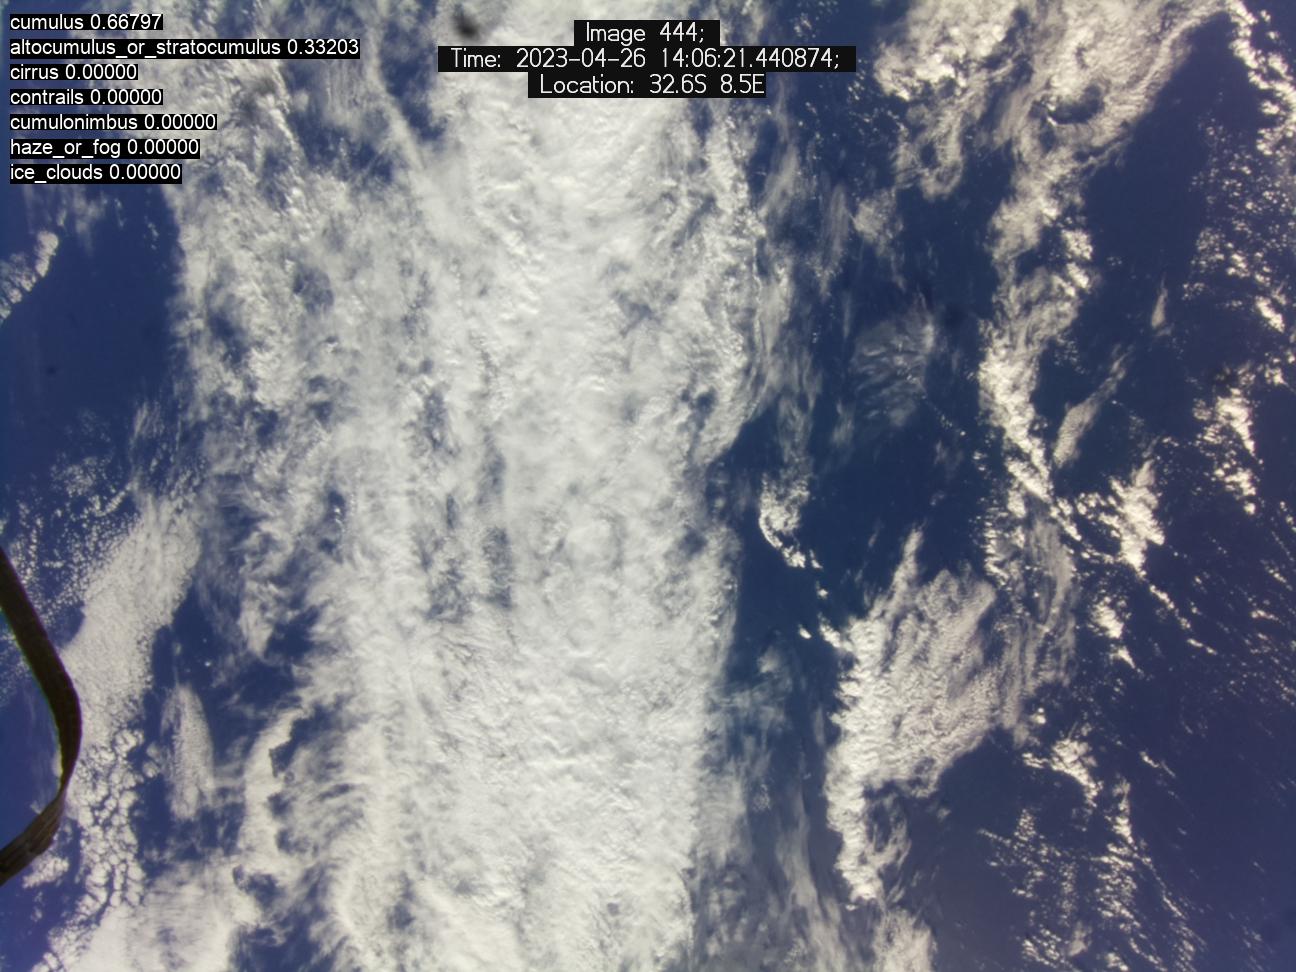 cumulus 0.66797
altocumulus_or_stratocumulus 0.33203
cirrus 0.00000
contrails 0.00000
cumulonimbus 0.00000
haze_or_fog 0.00000
ice_clouds 0.00000
Image 444;
Time: 2023-04-26 14:06:21.440874;
Location: 32.6S 8.5E